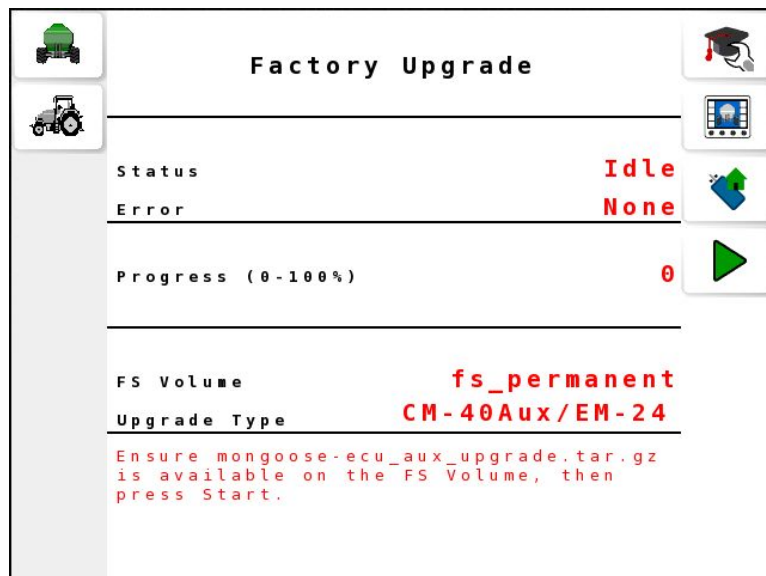 Factory Upgrade
Status Idle
Error None
Progress (0-100%) 0
FS Volume fs_permanent
Upgrade Type CM-40Aux/EM-24
Ensure mongoose-ecu_aux_upgrade.tar.gz
is available on the FS Volume, then
press Start.